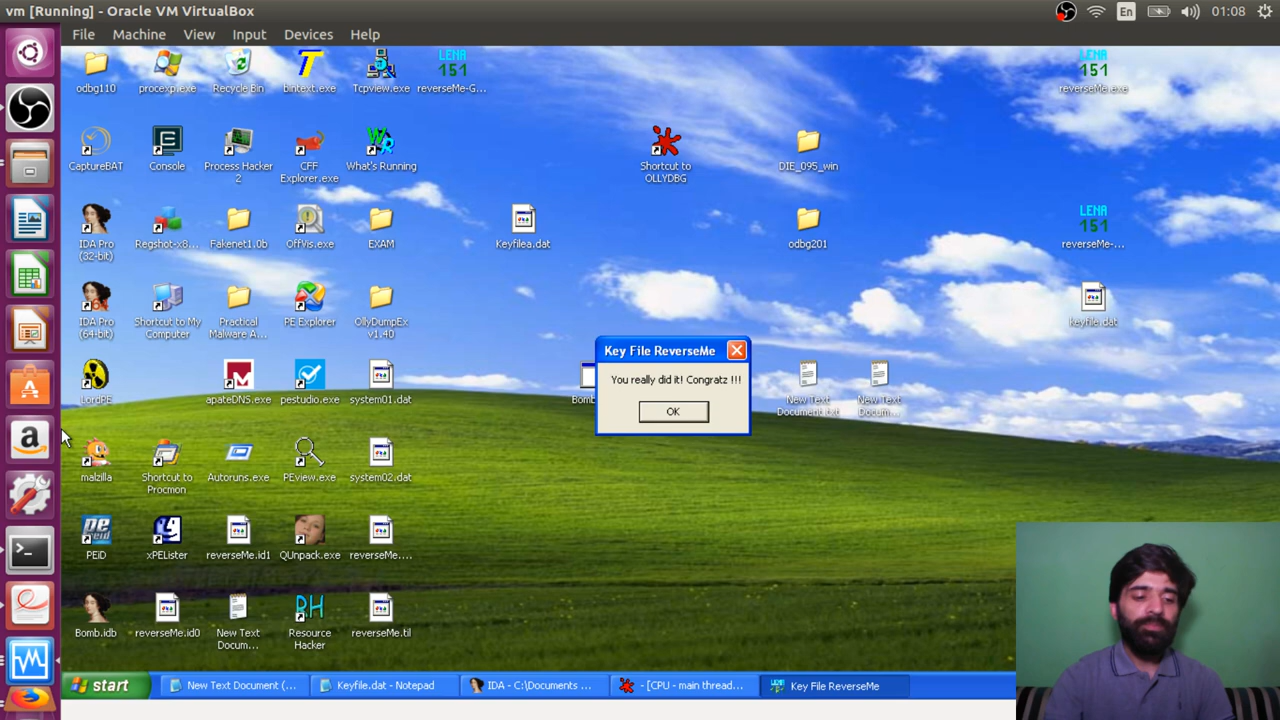 vm [Running] - Oracle VM VirtualBox
En
01:08
File Machine View Input Devices Help
odbg110
procexp.exe
Recycle Bin
bintext.exe
Tcpview.exe
LENA
151
reverseMe-G...
LENA
151
reverseMe.exe
CaptureBAT
Console
Process Hacker
2
CFF
Explorer.exe
What's Running
Shortcut to
OLLYDBG
DIE_095_win
IDA Pro
(32-bit)
Regshot-x8...
Fakenet1.0b
OffVis.exe
EXAM
Keyfilea.dat
odbg201
LENA
151
reverseMe-...
IDA Pro
(64-bit)
Shortcut to My
Computer
Practical
Malware A...
PE Explorer
OllyDumpEx
v1.40
keyfile.dat
Key File ReverseMe
You really did it! Congratz !!!
OK
LordPE
apateDNS.exe
pestudio.exe
system01.dat
Bomb
New Text
Document.txt
New Text
Docum...
malzilla
Shortcut to
Procmon
Autoruns.exe
PEview.exe
system02.dat
PEiD
xPELister
reverseMe.id1
QUnpack.exe
reverseMe....
Bomb.idb
reverseMe.id0
New Text
Docum...
RH
Resource
Hacker
reverseMe.til
start
New Text Document (...
Keyfile.dat - Notepad
IDA - C:\Documents ...
- [CPU - main thread...
Key File ReverseMe